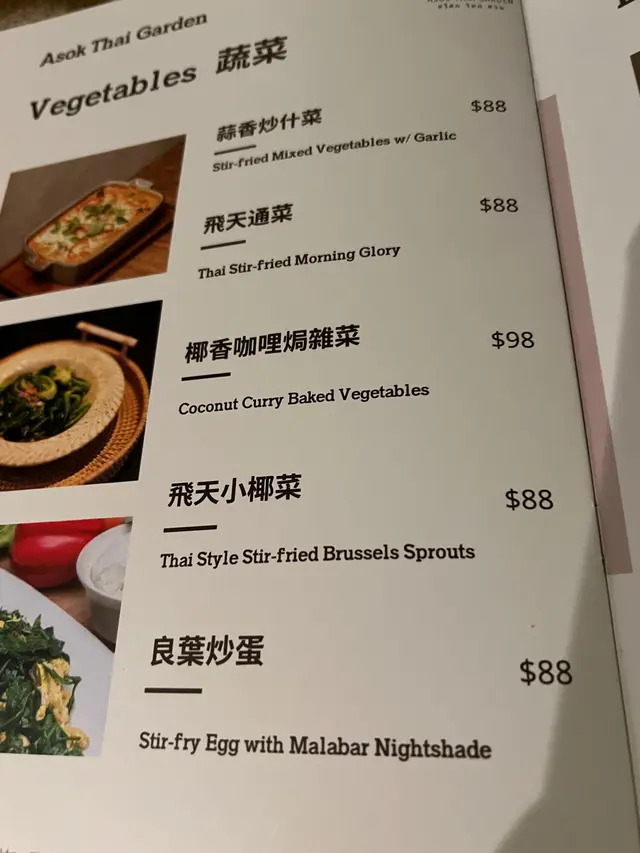 Asok Thai Garden
Vegetables 蔬菜
蒜香炒什菜 $88
Stir-fried Mixed Vegetables w/ Garlic
飛天通菜 $88
Thai Stir-fried Morning Glory
椰香咖哩焗雜菜 $98
Coconut Curry Baked Vegetables
飛天小椰菜 $88
Thai Style Stir-fried Brussels Sprouts
良葉炒蛋 $88
Stir-fry Egg with Malabar Nightshade